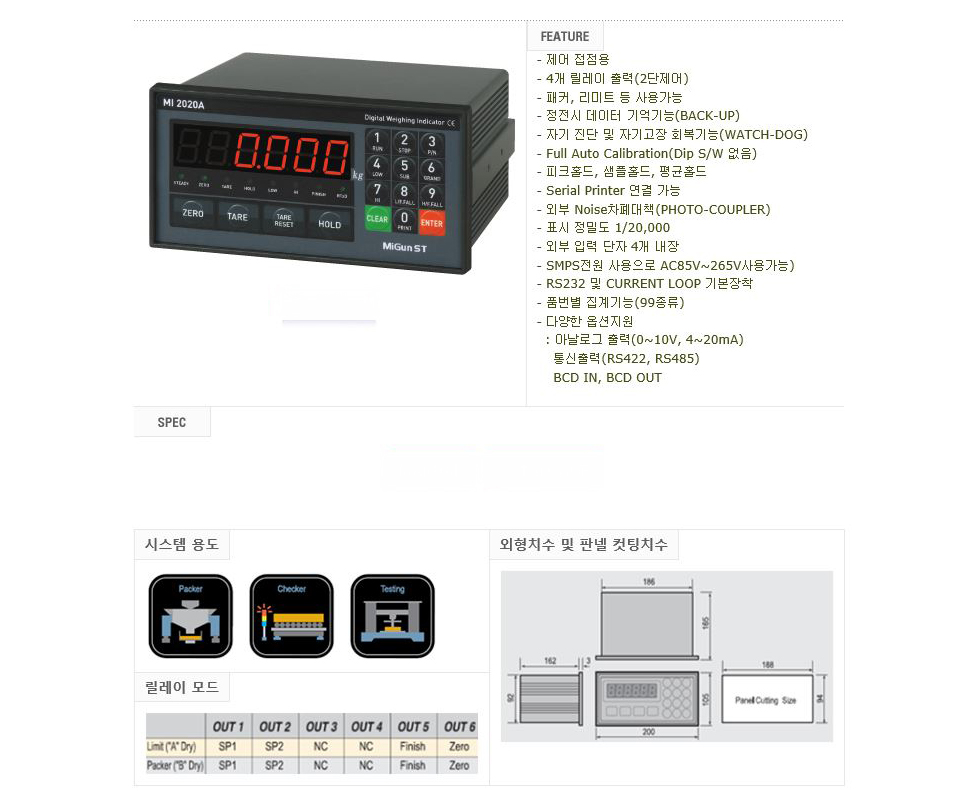 FEATURE
- 제어 접점용
- 4개 릴레이 출력(2단제어)
- 패커, 리미트 등 사용가능
- 정전시 데이터 기억기능(BACK-UP)
- 자기 진단 및 자기고장 회복기능(WATCH-DOG)
- Full Auto Calibration(Dip S/W 없음)
- 피크홀드, 샘플홀드, 평균홀드
- Serial Printer 연결 가능
- 외부 Noise차폐대책(PHOTO-COUPLER)
- 표시 정밀도 1/20,000
- 외부 입력 단자 4개 내장
- SMPS전원 사용으로 AC85V~265V사용가능)
- RS232 및 CURRENT LOOP 기본장착
- 품번별 집계기능(99종류)
- 다양한 옵션지원
: 아날로그 출력(0~10V, 4~20mA)
통신출력(RS422, RS485)
BCD IN, BCD OUT
MI 2020A
Digital Weighing Indicator CE
0.000 kg
STEADY ZERO TARE HOLD LOW HI FINISH
ZERO TARE TARE RESET HOLD
1 RUN 2 STOP 3 P/N
4 LOW 5 SUB 6 GRAND
7 HI 8 9
CLEAR 0 PRINT ENTER
MiGun ST
SPEC
시스템 용도
Packer Checker Testing
릴레이 모드
OUT 1 OUT 2 OUT 3 OUT 4 OUT 5 OUT 6
Limit ("A" Dry) SP1 SP2 NC NC Finish Zero
Packer ("B" Dry) SP1 SP2 NC NC Finish Zero
외형치수 및 판넬 컷팅치수
186
165
162 3
92
105
200
188
Panell Cutting Size
94